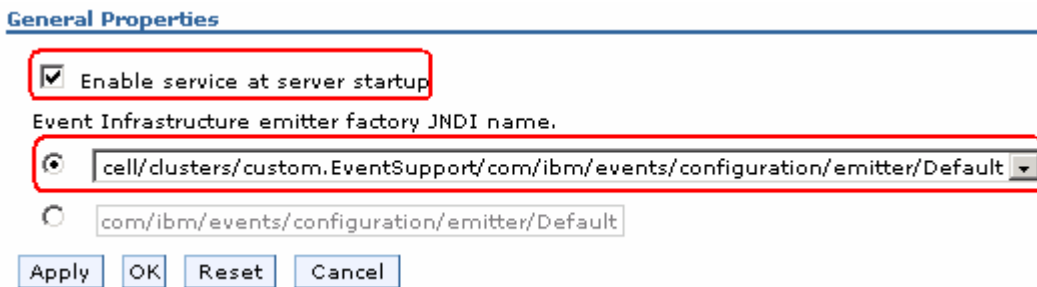 General Properties
Enable service at server startup
Event Infrastructure emitter factory JNDI name.
cell/clusters/custom.EventSupport/com/ibm/events/configuration/emitter/Default
com/ibm/events/configuration/emitter/Default
Apply OK Reset Cancel